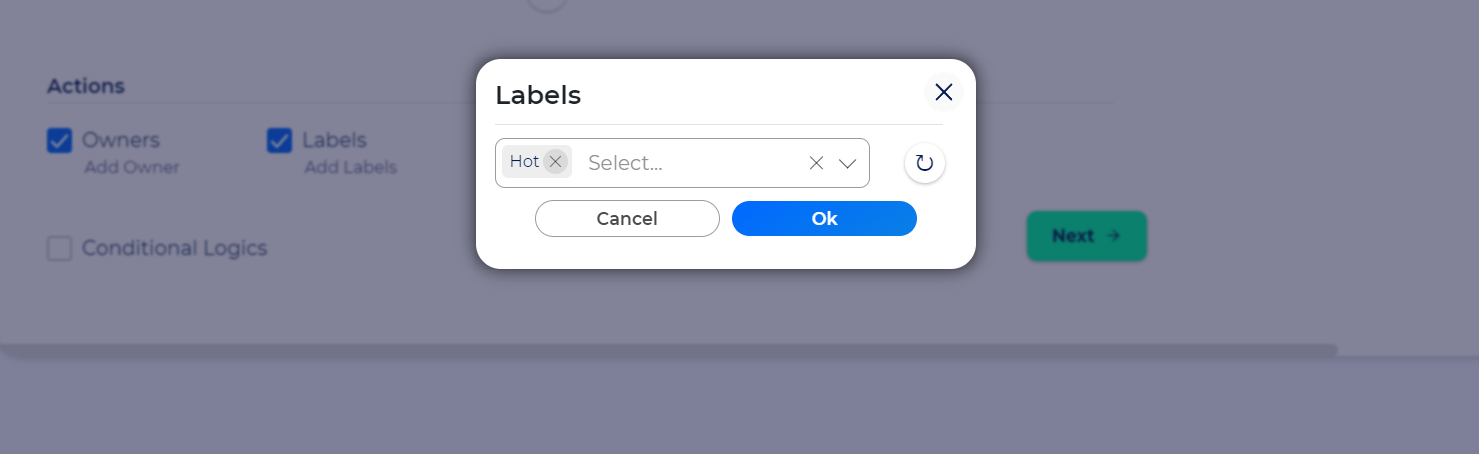 Actions
Owners
Add Owner
Labels
Add Labels
Conditional Logics
Labels
Hot
Select...
Cancel
Ok
Next